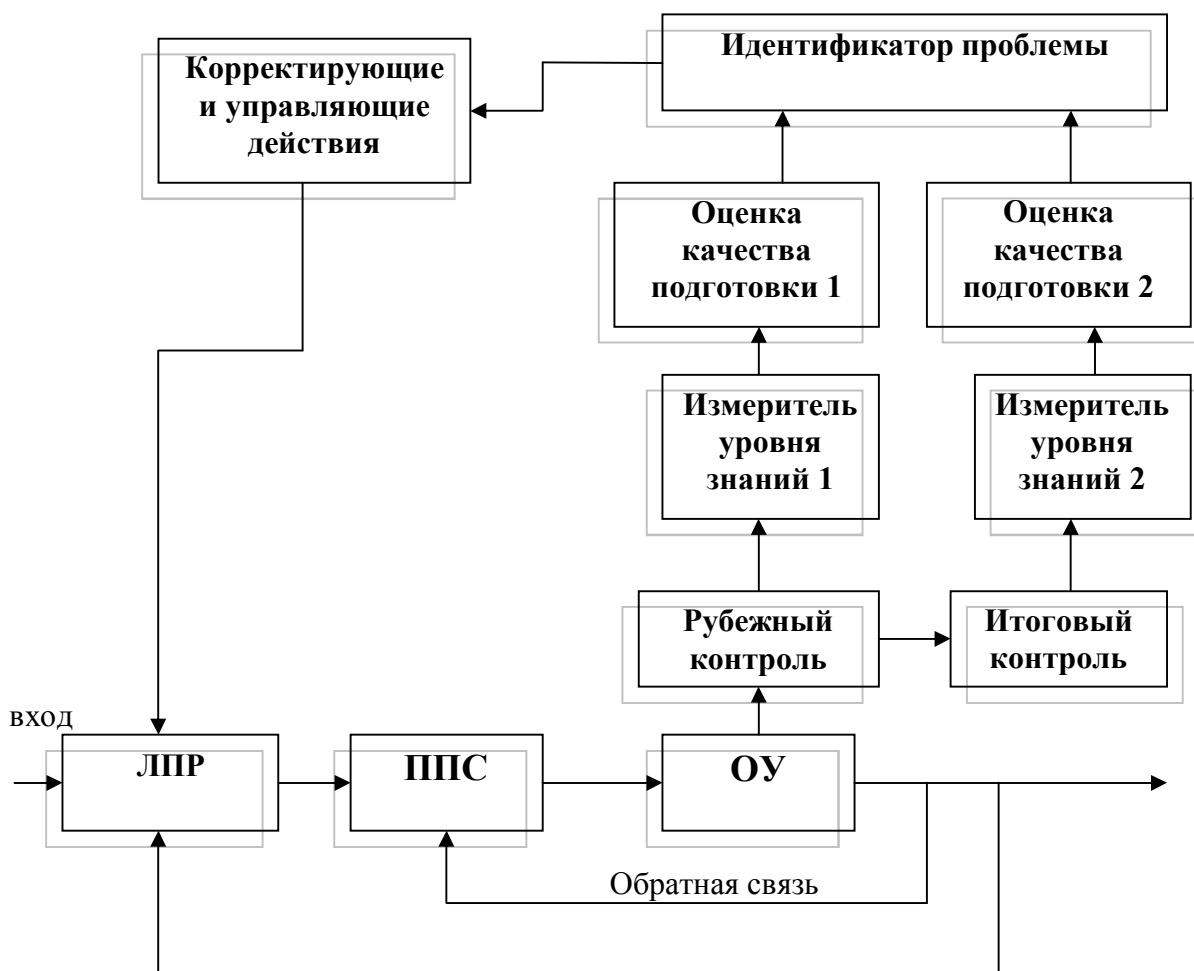 Идентификатор проблемы
Корректирующие
и управляющие
действия
Оценка
качества
подготовки 1
Оценка
качества
подготовки 2
Измеритель
уровня
знаний 1
Измеритель
уровня
знаний 2
Рубежный
контроль
Итоговый
контроль
вход
ЛПР
ППС
ОУ
Обратная связь